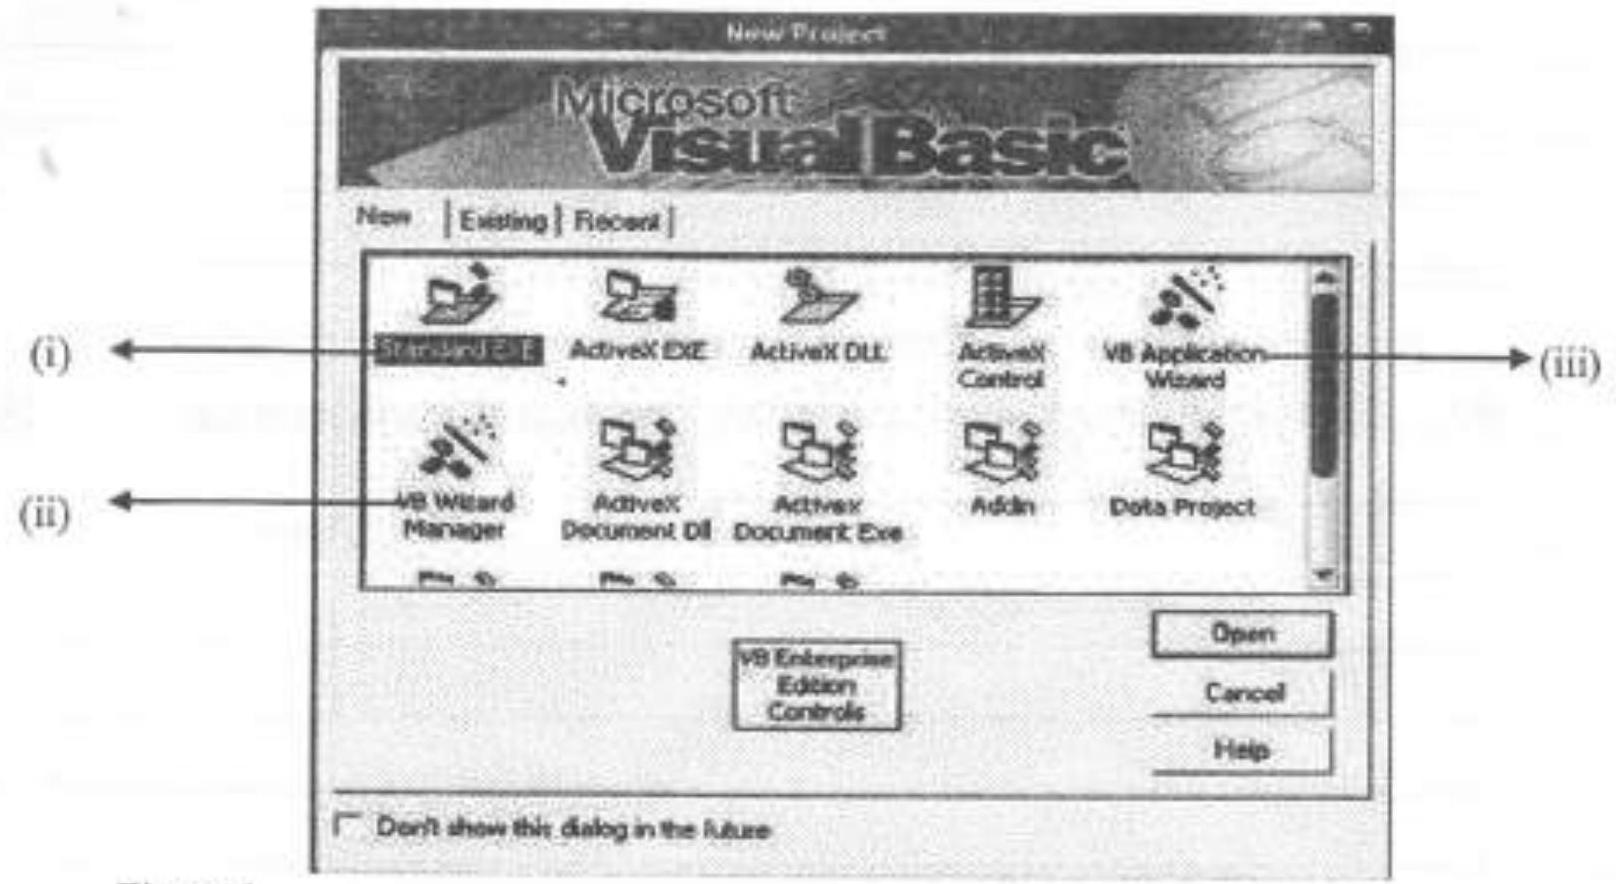 New Project
Microsoft
Visual Basic
New Existing Recent
(i)
Standard EXE ActiveX EXE ActiveX DLL ActiveX Control VB Application Wizard
(iii)
(ii)
VB Wizard Manager ActiveX Document Dll Activex Document Exe Addin Data Project
VB Enterprise
Edition
Controls
Open
Cancel
Help
Don't show this dialog in the future